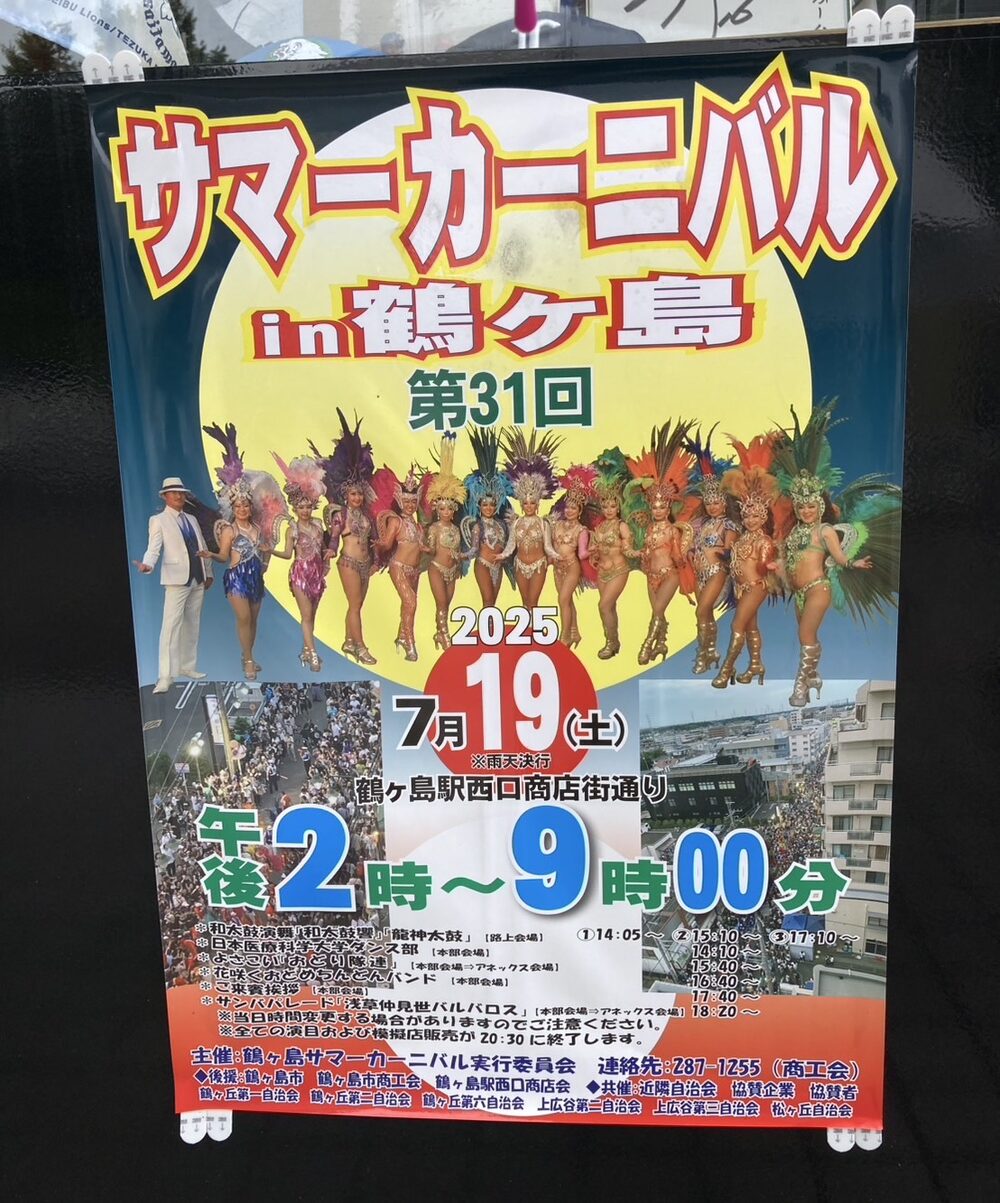 EIBU Lions/TEZUKA
サマーカーニバル
in鶴ヶ島
第31回
2025
7月19(土)
※雨天決行
鶴ヶ島駅西口商店街通り
午後2時～9時00分
＊和太鼓演舞「和太鼓響」「龍神太鼓」【路上会場】 ①14:05～ ②15:10～ ③17:10～
＊日本医療科学大学ダンス部【本部会場】 14:10～
＊よさこい「おどり隊連」【本部会場⇒アネックス会場】 15:40～
＊花咲くおとめちんどんバンド【本部会場】 16:40～
＊ご来賓挨拶【本部会場】 17:40～
＊サンバパレード「浅草仲見世バルバロス」【本部会場⇒アネックス会場】 18:20～
※当日時間変更する場合がありますのでご注意ください。
※全ての演目および模擬店販売が20:30に終了します。
主催:鶴ヶ島サマーカーニバル実行委員会 連絡先:287-1255（商工会）
◆後援:鶴ヶ島市 鶴ヶ島市商工会 鶴ヶ島駅西口商店会 ◆共催:近隣自治会 協賛企業 協賛者
鶴ヶ丘第一自治会 鶴ヶ丘第二自治会 鶴ヶ丘第六自治会 上広谷第二自治会 上広谷第三自治会 松ヶ丘自治会